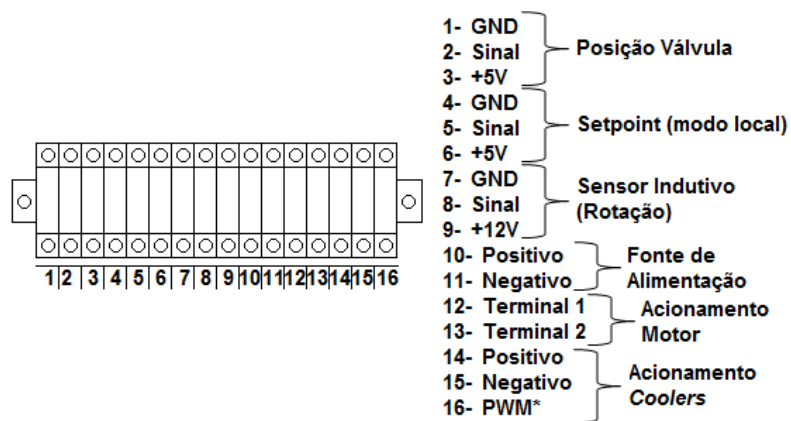 1- GND
2- Sinal
3- +5V
Posição Válvula
4- GND
5- Sinal
6- +5V
Setpoint (modo local)
7- GND
8- Sinal
9- +12V
Sensor Indutivo
(Rotação)
10- Positivo
11- Negativo
Fonte de
Alimentação
12- Terminal 1
13- Terminal 2
Acionamento
Motor
14- Positivo
15- Negativo
16- PWM*
Acionamento
Coolers
1 2 3 4 5 6 7 8 9 10 11 12 13 14 15 16